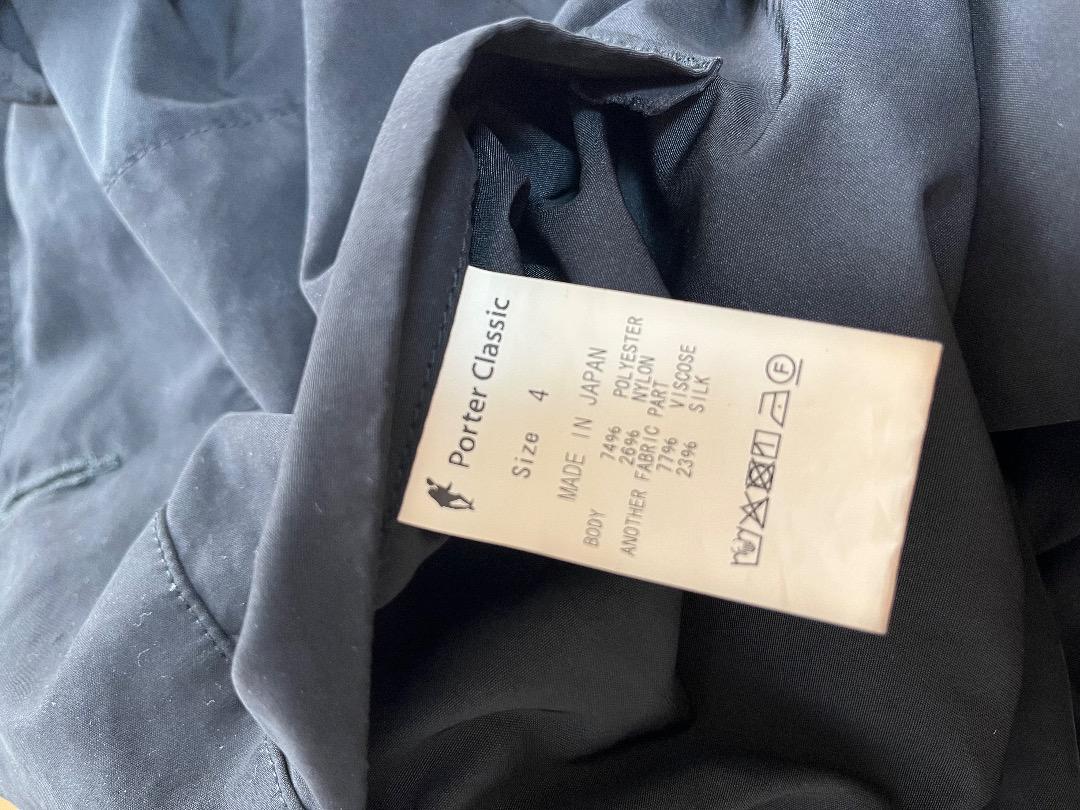 Porter Classic
Size 4
MADE IN JAPAN
BODY 74% POLYESTER
26% NYLON
ANOTHER FABRIC PART
77% VISCOSE
23% SILK
F